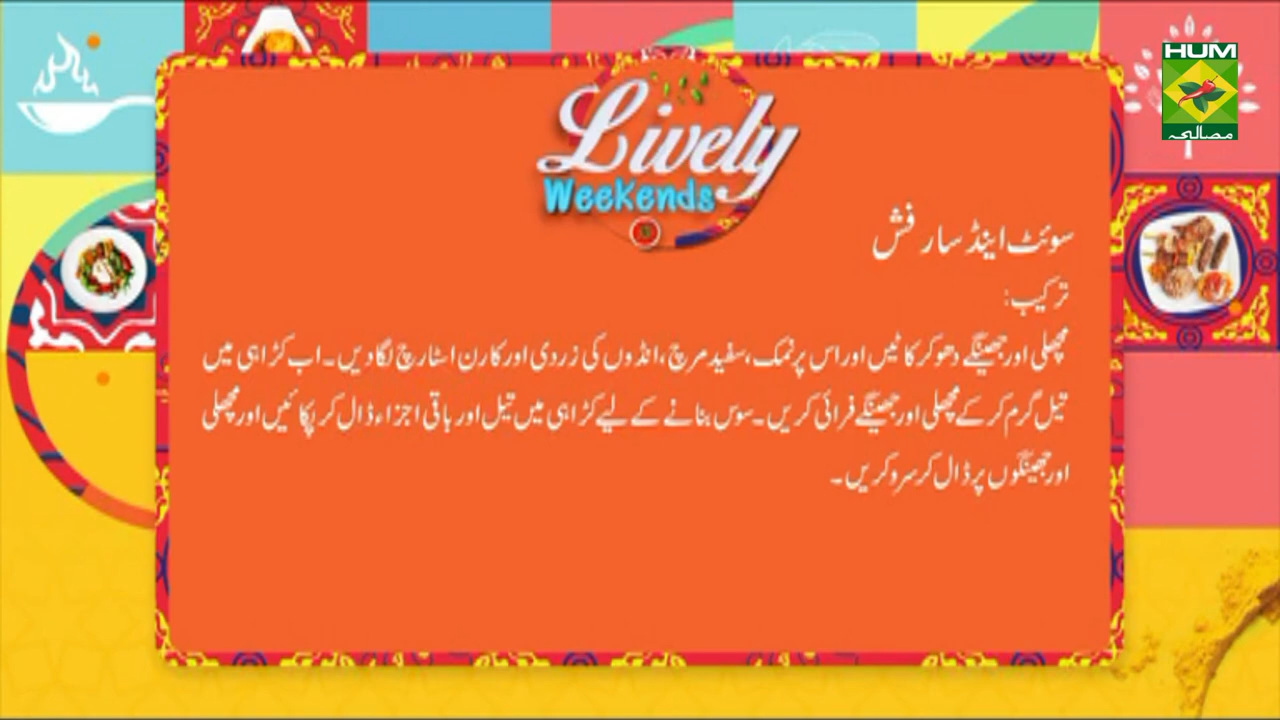 HUM
مصالحہ
Lively
Weekends
سوئٹ اینڈ سار فش
ترکیب:
مچھلی اور جھینگے دھو کر کاٹیں اور اس پر نمک، سفید مرچ، انڈوں کی زردی اور کارن اسٹارچ لگا دیں۔ اب کڑاہی میں
تیل گرم کر کے مچھلی اور جھینگے فرائی کریں۔ سوس بنانے کے لیے کڑاہی میں تیل اور باقی اجزاء ڈال کر پکائیں اور مچھلی
اور جھینگوں پر ڈال کر سرو کریں۔